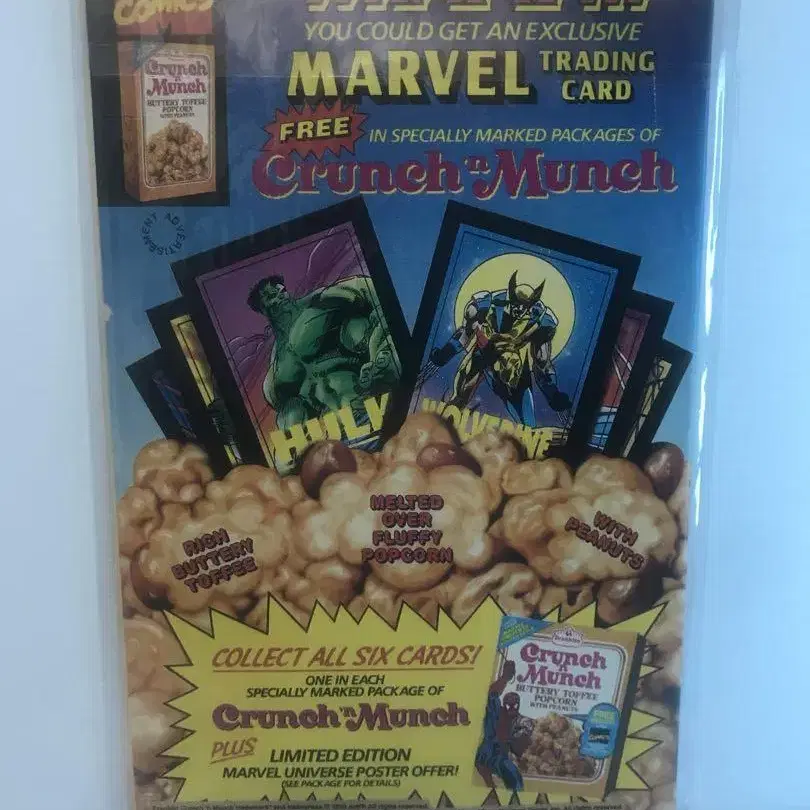 COMICS
YOU COULD GET AN EXCLUSIVE
MARVEL TRADING CARD
FREE IN SPECIALLY MARKED PACKAGES OF
Crunch 'n Munch
Crunch 'n Munch
BUTTERY TOFFEE
POPCORN
WITH PEANUTS
ADVERTISEMENT
HULK
WOLVERINE
RICH
BUTTERY
TOFFEE
MELTED
OVER
FLUFFY
POPCORN
WITH
PEANUTS
COLLECT ALL SIX CARDS!
ONE IN EACH
SPECIALLY MARKED PACKAGE OF
Crunch 'n Munch
PLUS LIMITED EDITION
MARVEL UNIVERSE POSTER OFFER!
(SEE PACKAGE FOR DETAILS)
Crunch 'n Munch
BUTTERY TOFFEE
POPCORN
WITH PEANUTS
FREE